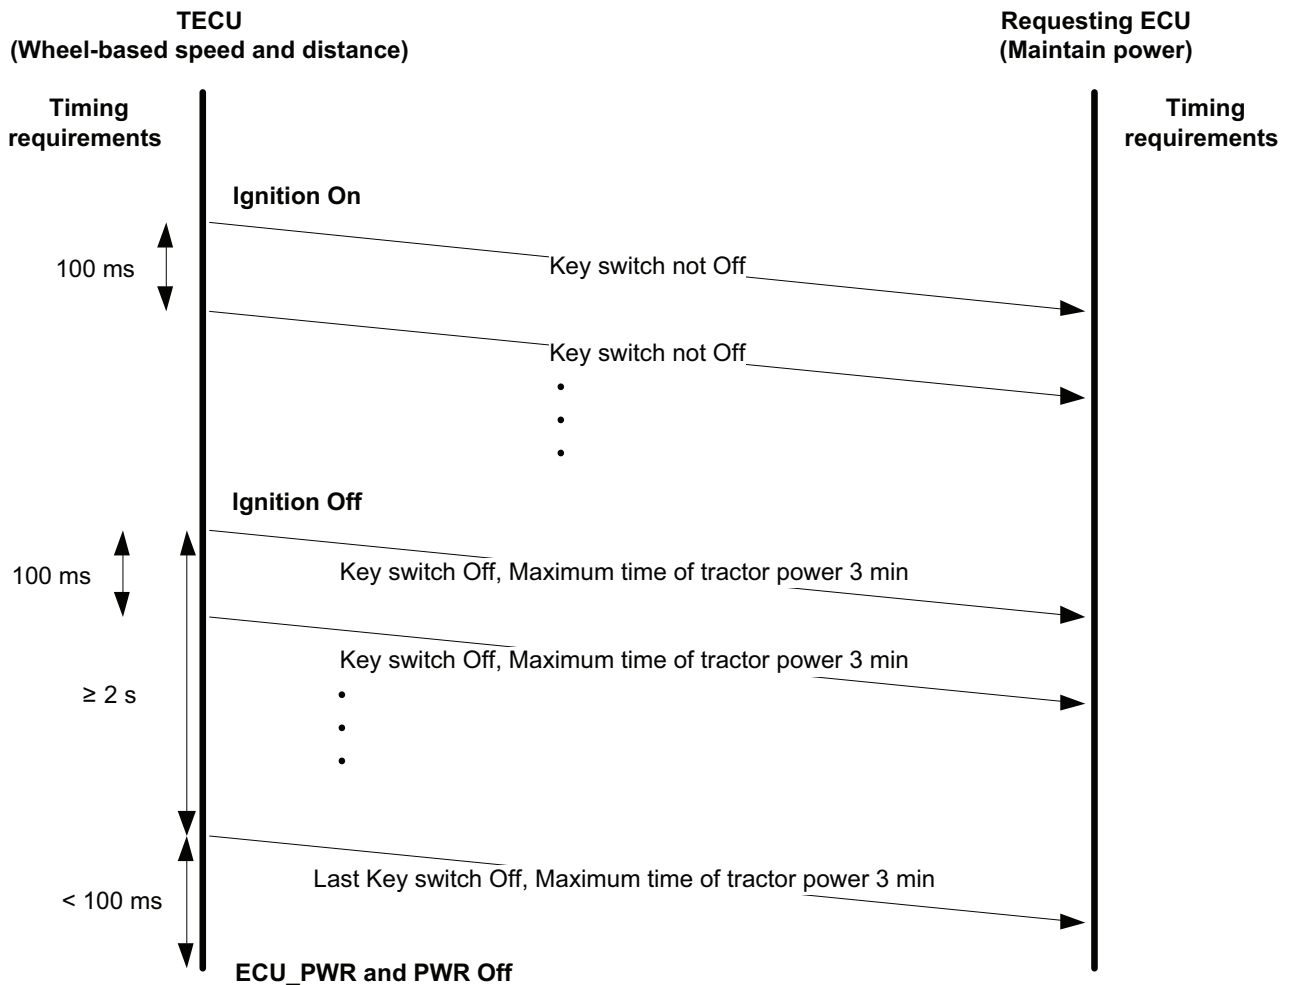 TECU
(Wheel-based speed and distance)
Requesting ECU
(Maintain power)
Timing
requirements
Timing
requirements
Ignition On
100 ms
Key switch not Off
Key switch not Off
Ignition Off
100 ms
Key switch Off, Maximum time of tractor power 3 min
Key switch Off, Maximum time of tractor power 3 min
≥ 2 s
Last Key switch Off, Maximum time of tractor power 3 min
< 100 ms
ECU_PWR and PWR Off